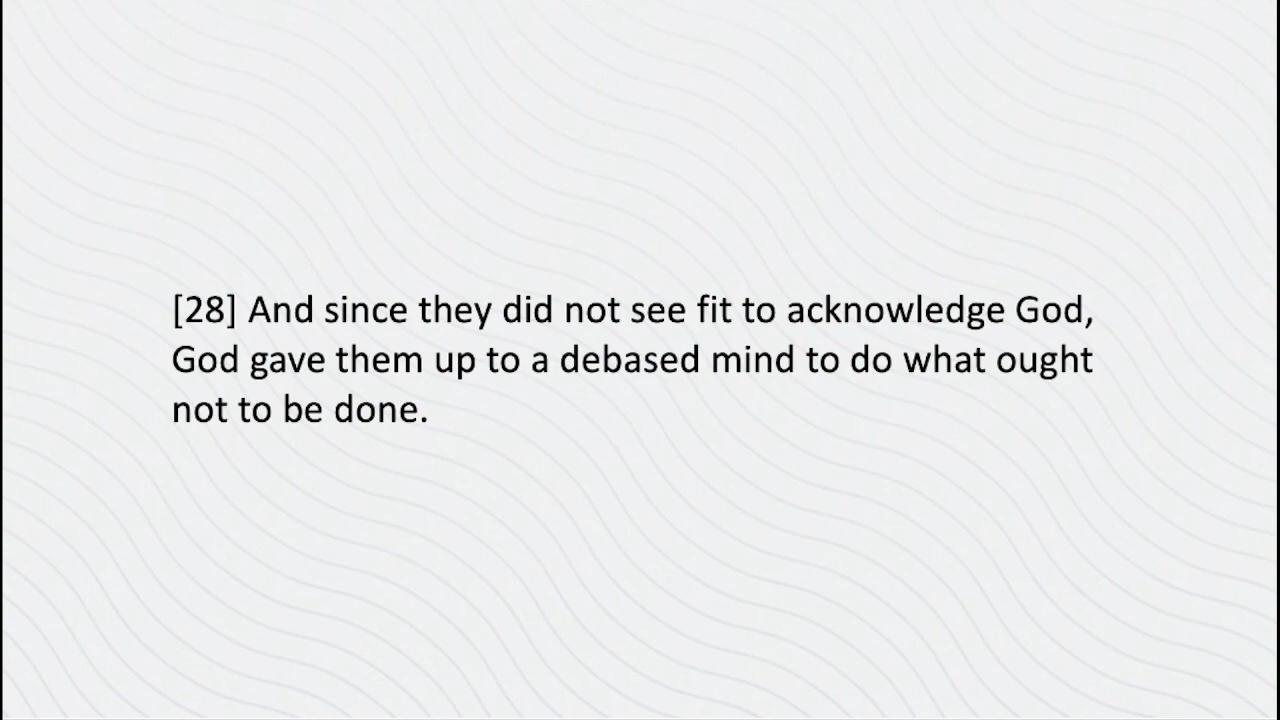 [28] And since they did not see fit to acknowledge God,
God gave them up to a debased mind to do what ought
not to be done.